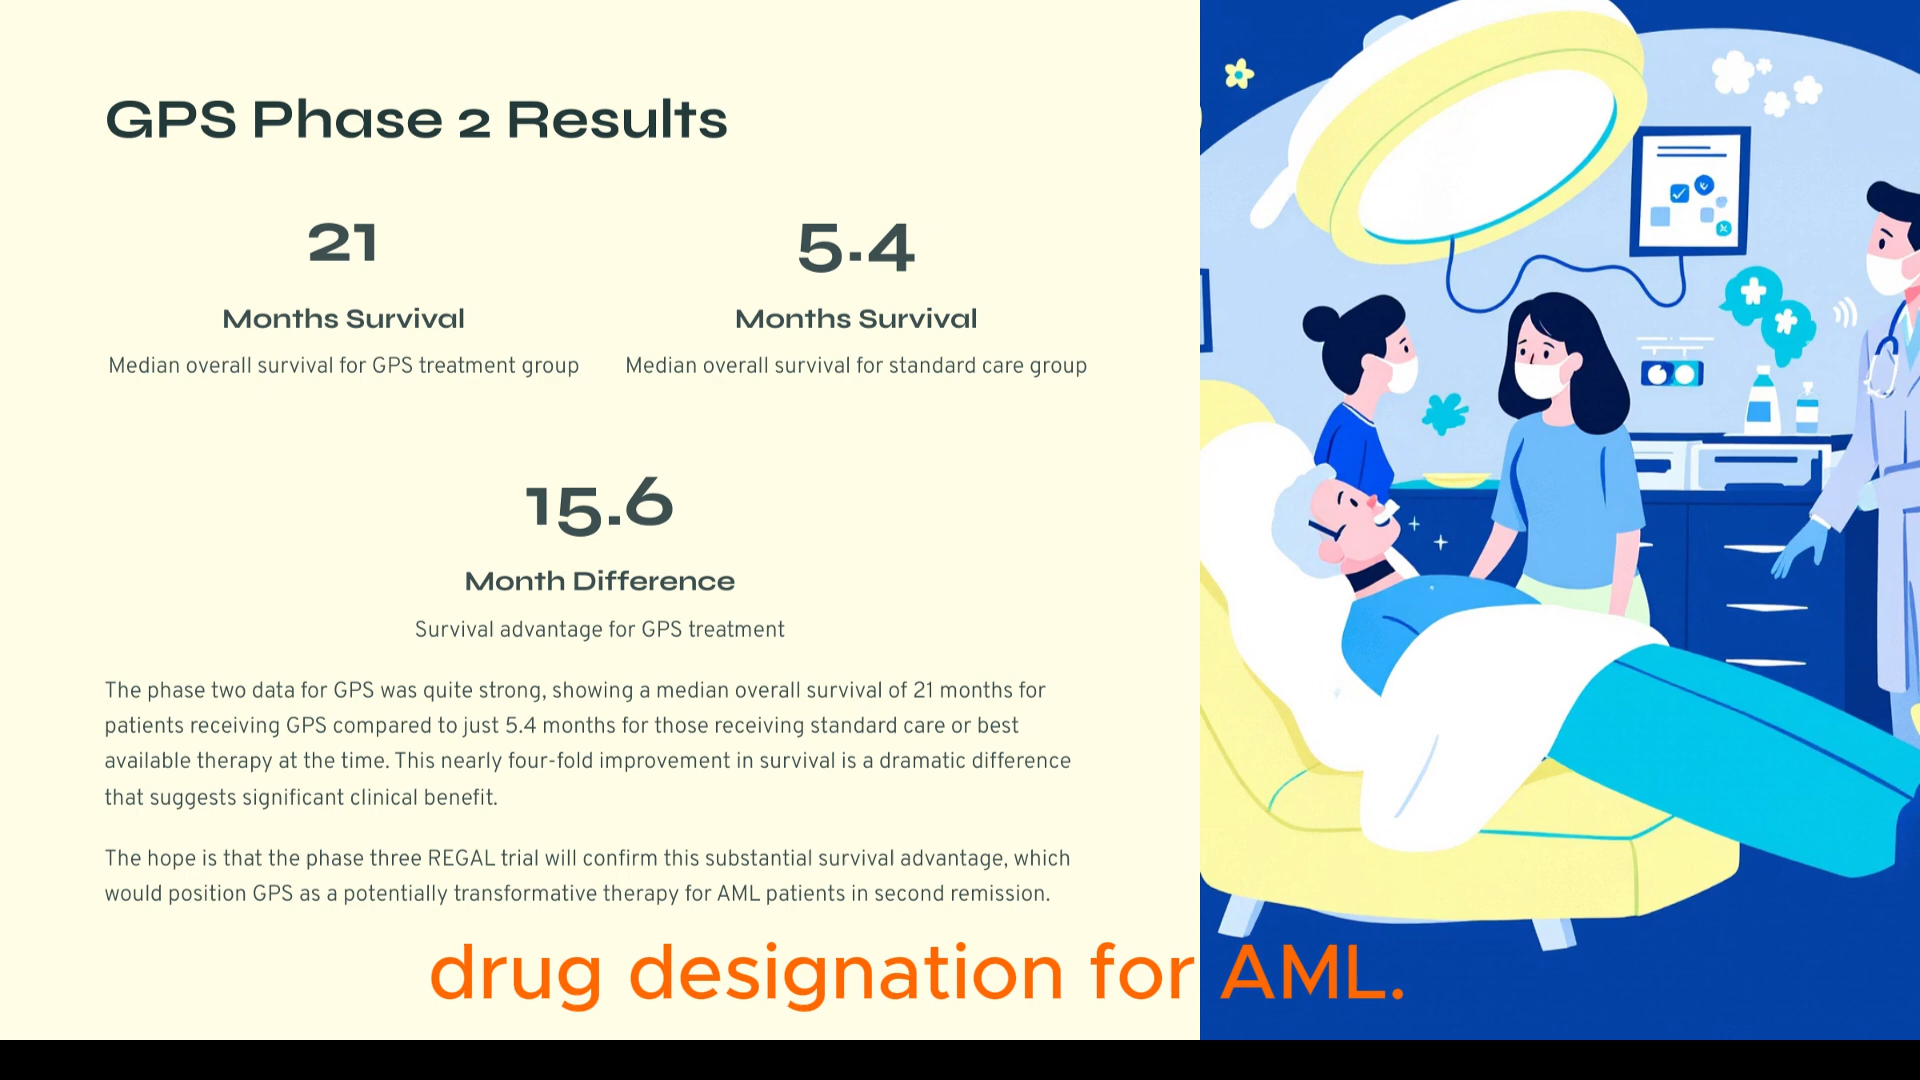 GPS Phase 2 Results
21
Months Survival
Median overall survival for GPS treatment group
5.4
Months Survival
Median overall survival for standard care group
15.6
Month Difference
Survival advantage for GPS treatment
The phase two data for GPS was quite strong, showing a median overall survival of 21 months for
patients receiving GPS compared to just 5.4 months for those receiving standard care or best
available therapy at the time. This nearly four-fold improvement in survival is a dramatic difference
that suggests significant clinical benefit.
The hope is that the phase three REGAL trial will confirm this substantial survival advantage, which
would position GPS as a potentially transformative therapy for AML patients in second remission.
drug designation for AML.